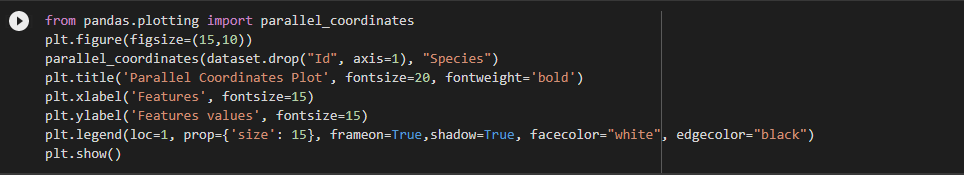 from pandas.plotting import parallel_coordinates
plt.figure(figsize=(15,10))
parallel_coordinates(dataset.drop("Id", axis=1), "Species")
plt.title('Parallel Coordinates Plot', fontsize=20, fontweight='bold')
plt.xlabel('Features', fontsize=15)
plt.ylabel('Features values', fontsize=15)
plt.legend(loc=1, prop={'size': 15}, frameon=True,shadow=True, facecolor="white", edgecolor="black")
plt.show()